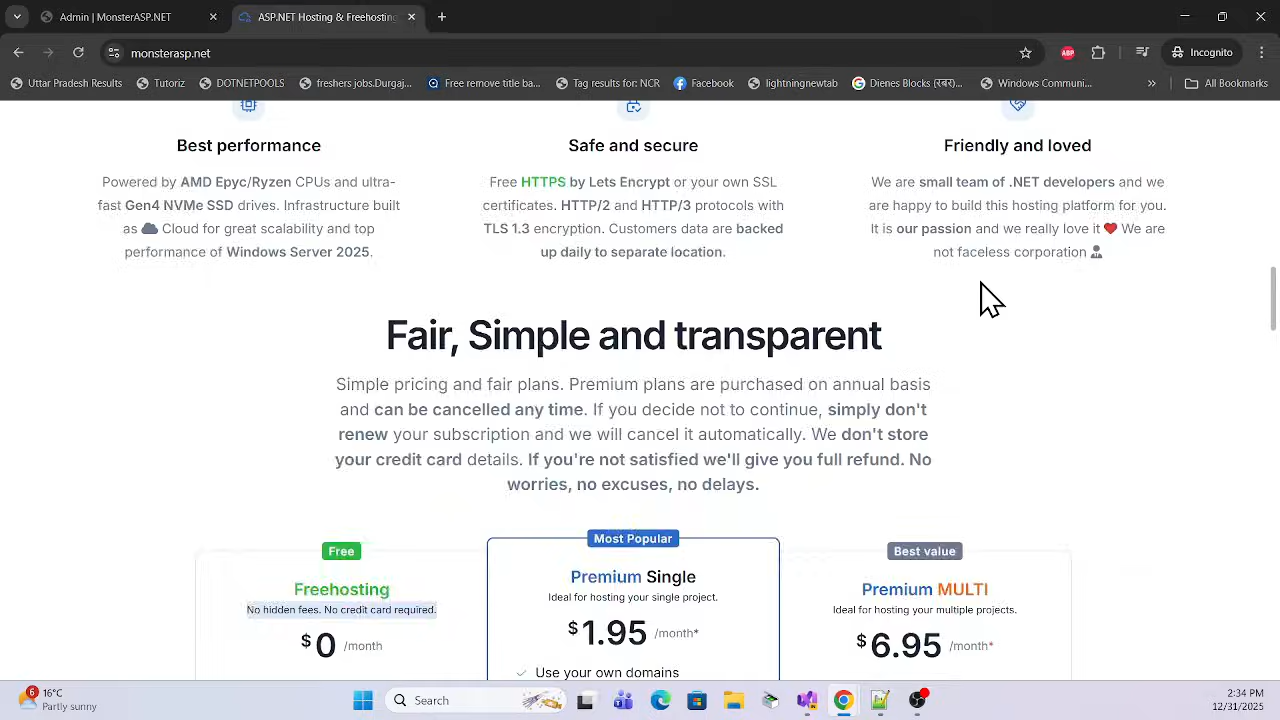 Admin | MonsterASP.NET
ASP.NET Hosting & Freehosting
monsterasp.net
Incognito
Uttar Pradesh Results
Tutoriz
DOTNETPOOLS
freshers jobs.Durgaj...
Free remove title ba...
Tag results for: NCR
Facebook
lightningnewtab
Dienes Blocks (दहाई)...
Windows Communi...
All Bookmarks
Best performance
Powered by AMD Epyc/Ryzen CPUs and ultra-
fast Gen4 NVMe SSD drives. Infrastructure built
as Cloud for great scalability and top
performance of Windows Server 2025.
Safe and secure
Free HTTPS by Lets Encrypt or your own SSL
certificates. HTTP/2 and HTTP/3 protocols with
TLS 1.3 encryption. Customers data are backed
up daily to separate location.
Friendly and loved
We are small team of .NET developers and we
are happy to build this hosting platform for you.
It is our passion and we really love it ❤️ We are
not faceless corporation
Fair, Simple and transparent
Simple pricing and fair plans. Premium plans are purchased on annual basis
and can be cancelled any time. If you decide not to continue, simply don't
renew your subscription and we will cancel it automatically. We don't store
your credit card details. If you're not satisfied we'll give you full refund. No
worries, no excuses, no delays.
Free
Freehosting
No hidden fees. No credit card required.
$0 /month
Most Popular
Premium Single
Ideal for hosting your single project.
$1.95 /month*
Use your own domains
Best value
Premium MULTI
Ideal for hosting your multiple projects.
$6.95 /month*
6
16°C
Partly sunny
Search
2:34 PM
12/31/2025